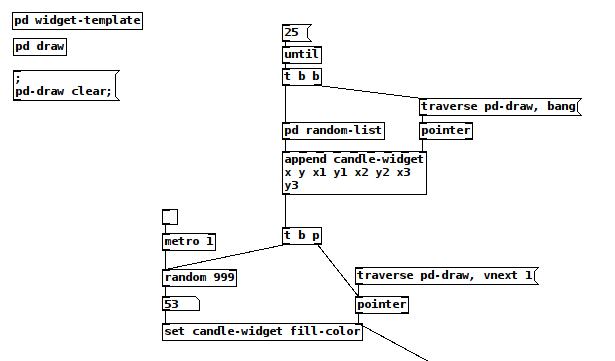 pd widget-template
pd draw
;
pd-draw clear;
25
until
t b b
traverse pd-draw, bang
pd random-list
pointer
append candle-widget
x y x1 y1 x2 y2 x3
y3
t b p
metro 1
random 999
traverse pd-draw, vnext 1
53
pointer
set candle-widget fill-color